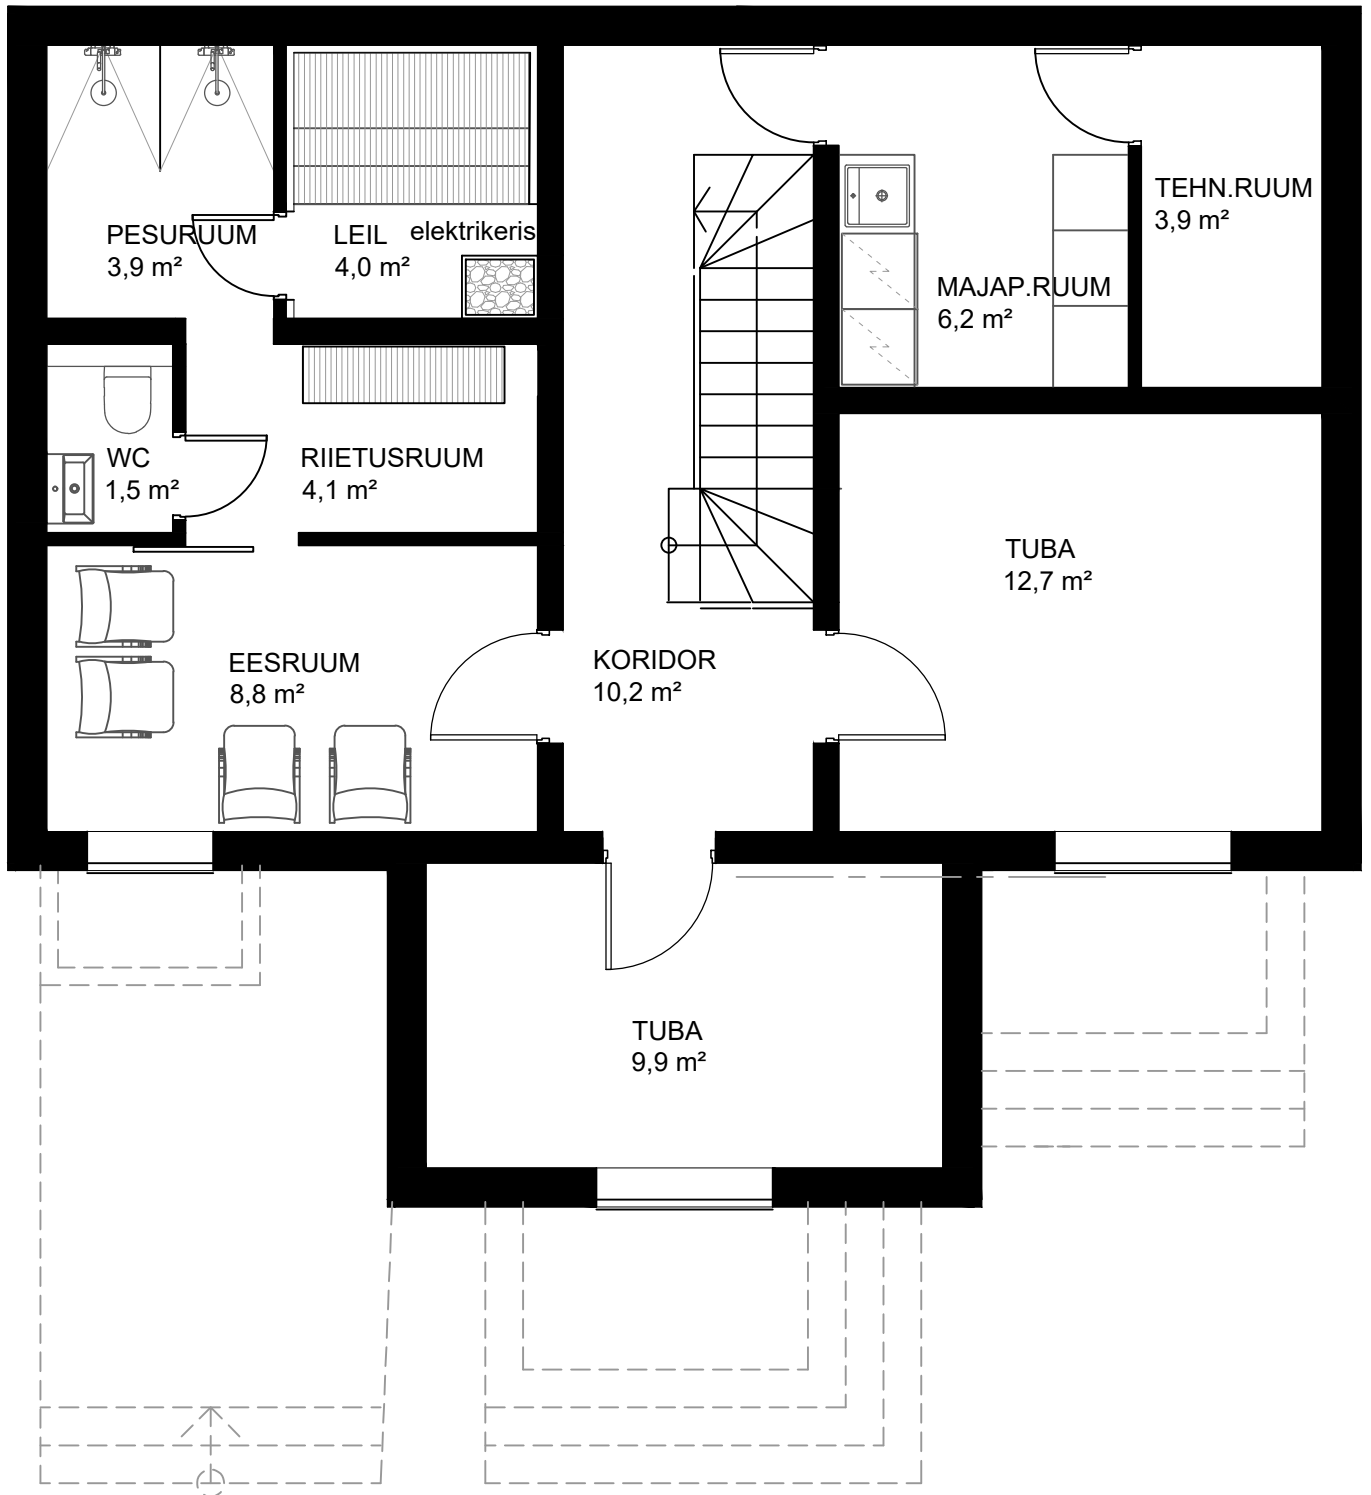 TEHN.RUUM
3,9 m²
PESURUUM
3,9 m²
LEIL
4,0 m²
elektrikeris
MAJAP.RUUM
6,2 m²
WC
1,5 m²
RIIETUSRUUM
4,1 m²
TUBA
12,7 m²
EESRUUM
8,8 m²
KORIDOR
10,2 m²
TUBA
9,9 m²